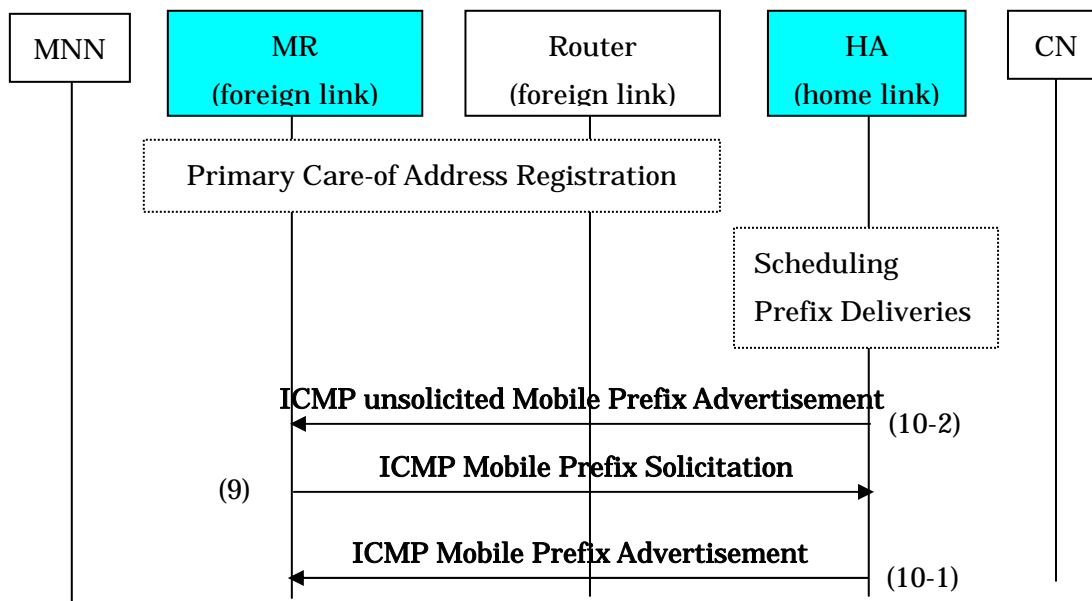 MNN
MR
(foreign link)
Router
(foreign link)
HA
(home link)
CN
Primary Care-of Address Registration
Scheduling
Prefix Deliveries
ICMP unsolicited Mobile Prefix Advertisement
(10-2)
ICMP Mobile Prefix Solicitation
(9)
ICMP Mobile Prefix Advertisement
(10-1)